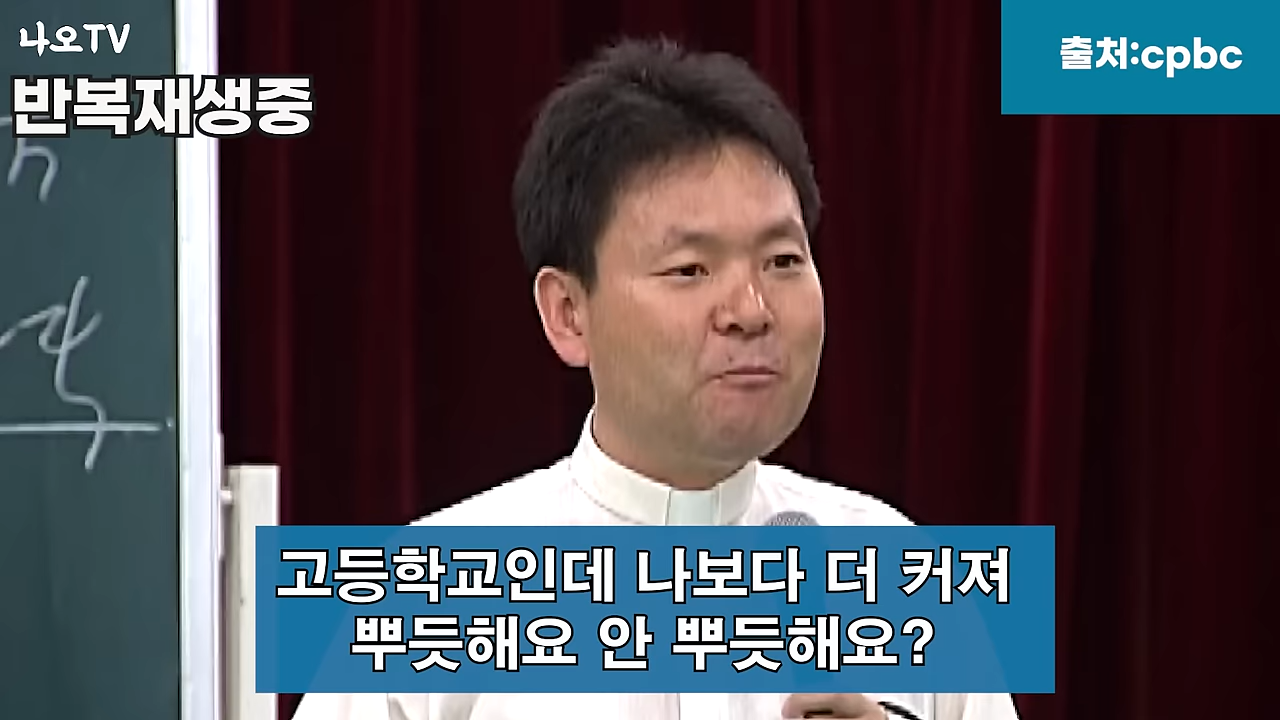 나오TV
반복재생중
출처:cpbc
고등학교인데 나보다 더 커져
뿌듯해요 안 뿌듯해요?